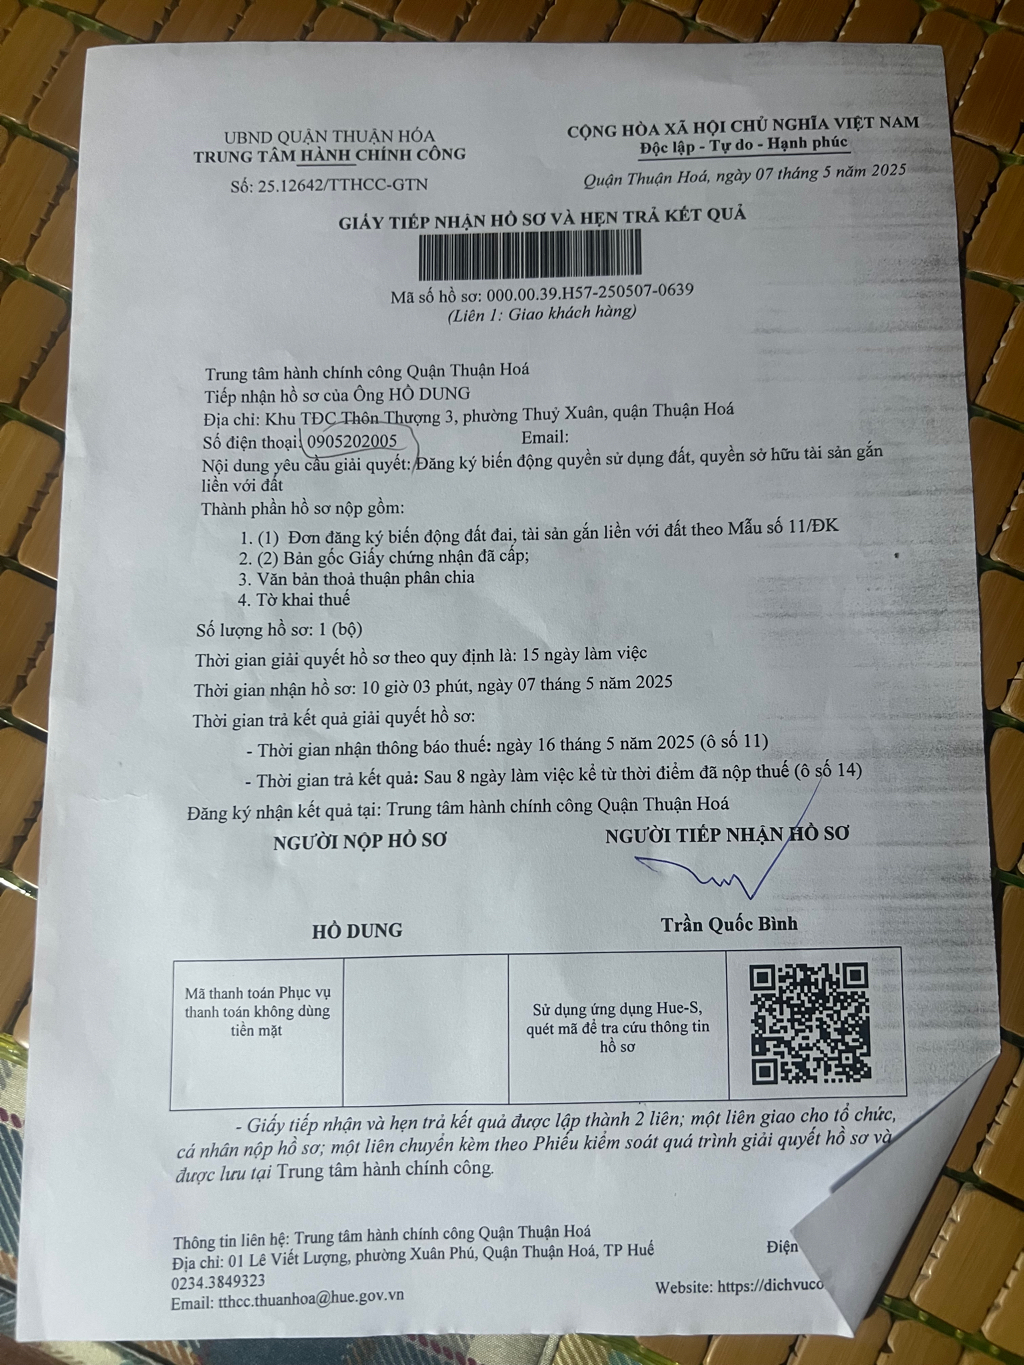 UBND QUẬN THUẬN HÓA
TRUNG TÂM HÀNH CHÍNH CÔNG
Số: 25.12642/TTHCC-GTN
CỘNG HÒA XÃ HỘI CHỦ NGHĨA VIỆT NAM
Độc lập - Tự do - Hạnh phúc
Quận Thuận Hoá, ngày 07 tháng 5 năm 2025
GIẤY TIẾP NHẬN HỒ SƠ VÀ HẸN TRẢ KẾT QUẢ
Mã số hồ sơ: 000.00.39.H57-250507-0639
(Liên 1: Giao khách hàng)
Trung tâm hành chính công Quận Thuận Hoá
Tiếp nhận hồ sơ của Ông HỒ DUNG
Địa chỉ: Khu TĐC Thôn Thượng 3, phường Thuỷ Xuân, quận Thuận Hoá
Số điện thoại: 0905202005 Email:
Nội dung yêu cầu giải quyết: Đăng ký biến động quyền sử dụng đất, quyền sở hữu tài sản gắn
liền với đất
Thành phần hồ sơ nộp gồm:
1. (1) Đơn đăng ký biến động đất đai, tài sản gắn liền với đất theo Mẫu số 11/ĐK
2. (2) Bản gốc Giấy chứng nhận đã cấp;
3. Văn bản thoả thuận phân chia
4. Tờ khai thuế
Số lượng hồ sơ: 1 (bộ)
Thời gian giải quyết hồ sơ theo quy định là: 15 ngày làm việc
Thời gian nhận hồ sơ: 10 giờ 03 phút, ngày 07 tháng 5 năm 2025
Thời gian trả kết quả giải quyết hồ sơ:
- Thời gian nhận thông báo thuế: ngày 16 tháng 5 năm 2025 (ô số 11)
- Thời gian trả kết quả: Sau 8 ngày làm việc kể từ thời điểm đã nộp thuế (ô số 14)
Đăng ký nhận kết quả tại: Trung tâm hành chính công Quận Thuận Hoá
NGƯỜI NỘP HỒ SƠ
NGƯỜI TIẾP NHẬN HỒ SƠ
HỒ DUNG
Trần Quốc Bình
Mã thanh toán Phục vụ
thanh toán không dùng
tiền mặt
Sử dụng ứng dụng Hue-S,
quét mã để tra cứu thông tin
hồ sơ
- Giấy tiếp nhận và hẹn trả kết quả được lập thành 2 liên; một liên giao cho tổ chức,
cá nhân nộp hồ sơ; một liên chuyển kèm theo Phiếu kiểm soát quá trình giải quyết hồ sơ và
được lưu tại Trung tâm hành chính công.
Thông tin liên hệ: Trung tâm hành chính công Quận Thuận Hoá
Địa chỉ: 01 Lê Viết Lượng, phường Xuân Phú, Quận Thuận Hoá, TP Huế Điện
0234.3849323
Email: tthcc.thuanhoa@hue.gov.vn
Website: https://dichvuco